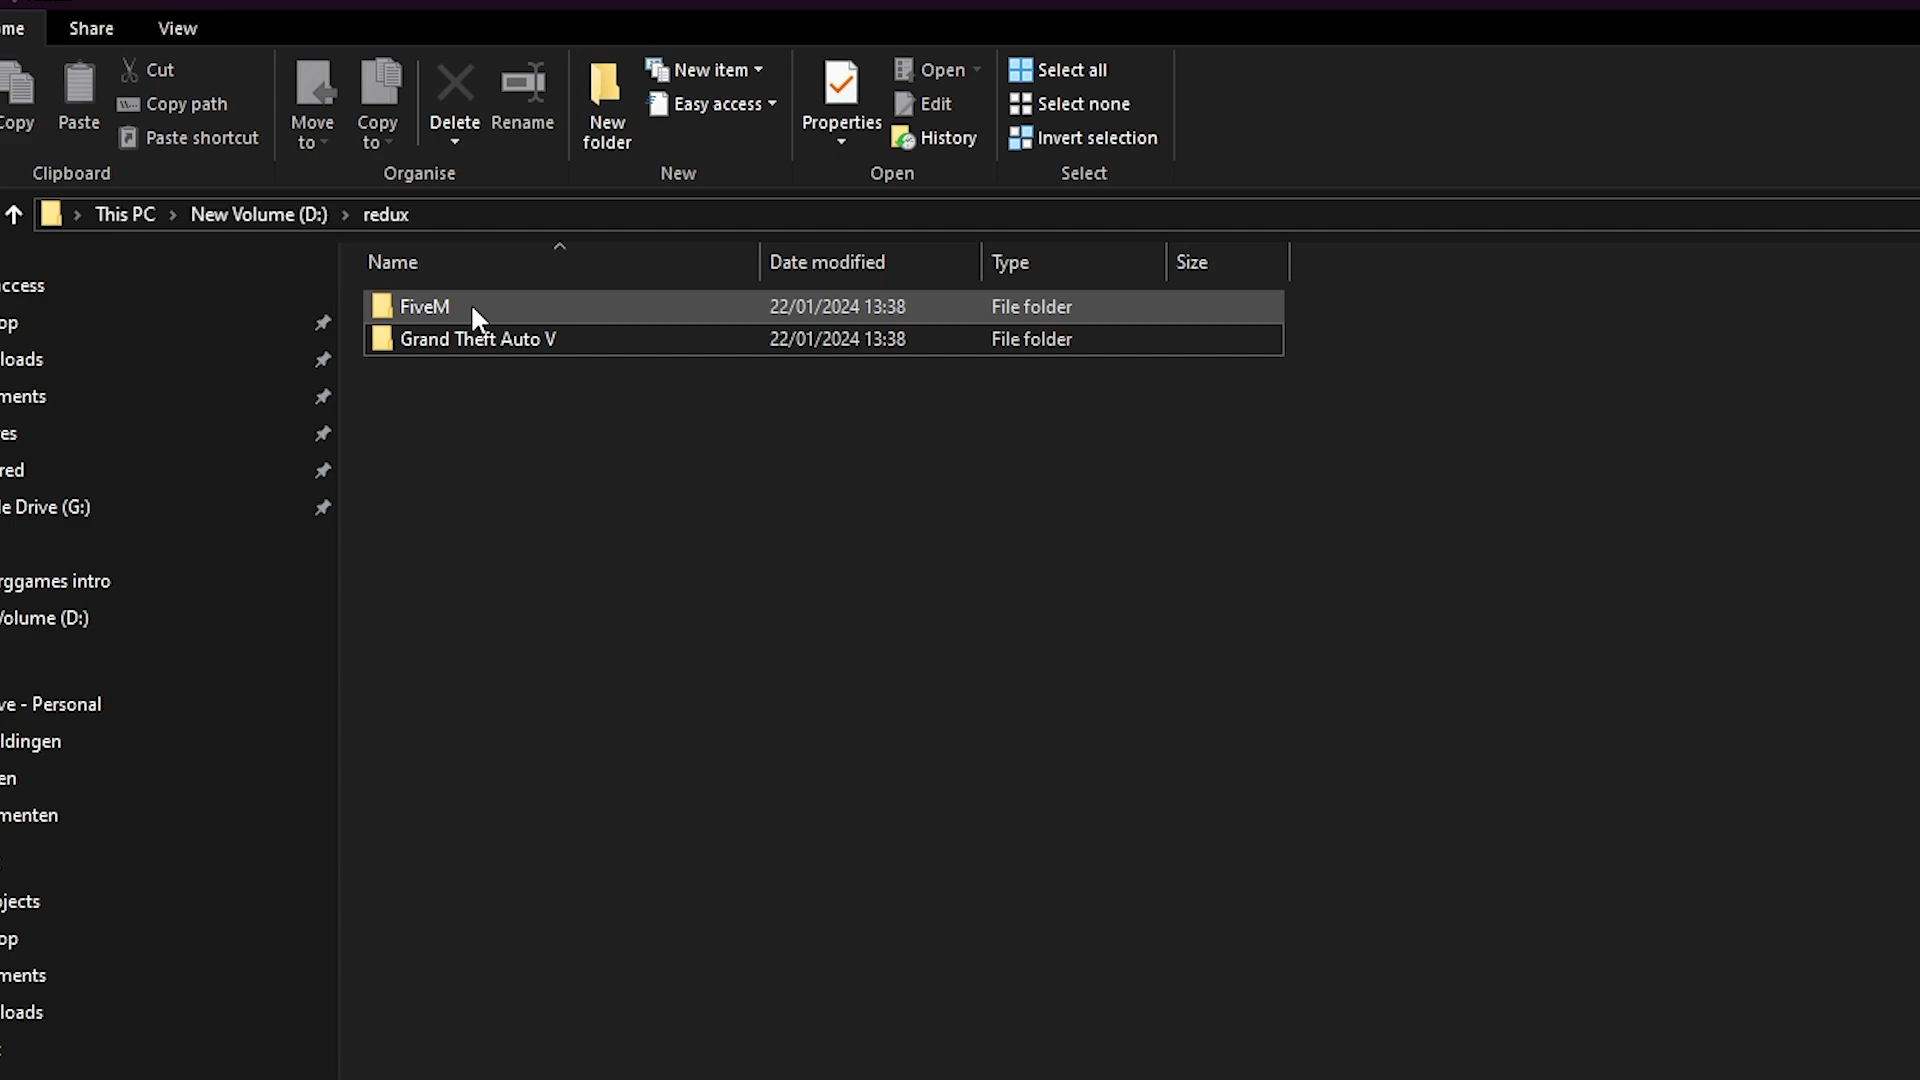 ome Share View
Copy
Paste
Cut
Copy path
Paste shortcut
Clipboard
Move to
Copy to
Delete
Rename
Organise
New folder
New item
Easy access
New
Properties
Open
Edit
History
Open
Select all
Select none
Invert selection
Select
This PC > New Volume (D:) > redux
Name Date modified Type Size
FiveM 22/01/2024 13:38 File folder
Grand Theft Auto V 22/01/2024 13:38 File folder
ccess
op
loads
ments
res
red
le Drive (G:)
rggames intro
Volume (D:)
ve - Personal
ldingen
en
menten
jects
op
ments
loads